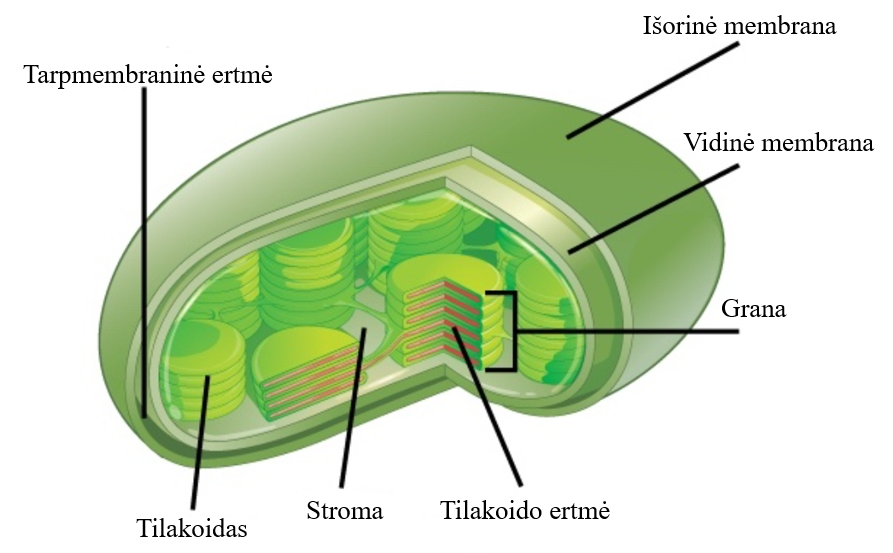 Išorinė membrana
Tarpmembraninė ertmė
Vidinė membrana
Grana
Stroma
Tilakoido ertmė
Tilakoidas